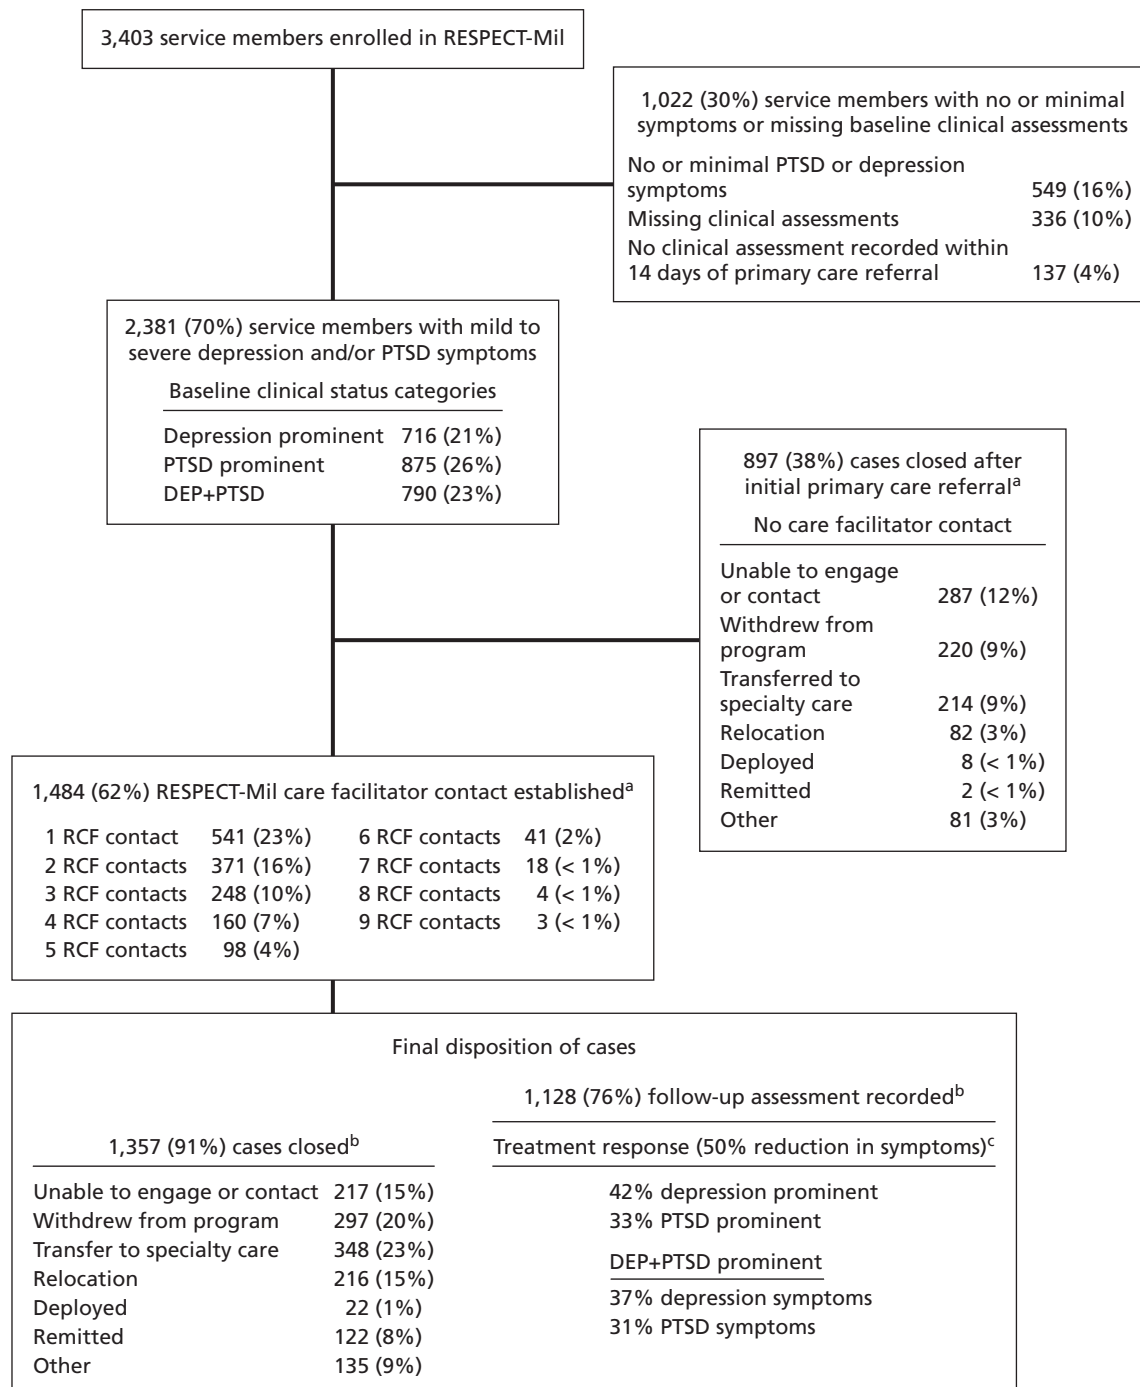 3,403 service members enrolled in RESPECT-Mil
1,022 (30%) service members with no or minimal
symptoms or missing baseline clinical assessments
No or minimal PTSD or depression
symptoms 549 (16%)
Missing clinical assessments 336 (10%)
No clinical assessment recorded within
14 days of primary care referral 137 (4%)
2,381 (70%) service members with mild to
severe depression and/or PTSD symptoms
Baseline clinical status categories
Depression prominent 716 (21%)
PTSD prominent 875 (26%)
DEP+PTSD 790 (23%)
897 (38%) cases closed after
initial primary care referralᵃ
No care facilitator contact
Unable to engage
or contact 287 (12%)
Withdrew from
program 220 (9%)
Transferred to
specialty care 214 (9%)
Relocation 82 (3%)
Deployed 8 (< 1%)
Remitted 2 (< 1%)
Other 81 (3%)
1,484 (62%) RESPECT-Mil care facilitator contact establishedᵃ
1 RCF contact 541 (23%) 6 RCF contacts 41 (2%)
2 RCF contacts 371 (16%) 7 RCF contacts 18 (< 1%)
3 RCF contacts 248 (10%) 8 RCF contacts 4 (< 1%)
4 RCF contacts 160 (7%) 9 RCF contacts 3 (< 1%)
5 RCF contacts 98 (4%)
Final disposition of cases
1,357 (91%) cases closedᵇ
Unable to engage or contact 217 (15%)
Withdrew from program 297 (20%)
Transfer to specialty care 348 (23%)
Relocation 216 (15%)
Deployed 22 (1%)
Remitted 122 (8%)
Other 135 (9%)
1,128 (76%) follow-up assessment recordedᵇ
Treatment response (50% reduction in symptoms)ᶜ
42% depression prominent
33% PTSD prominent
DEP+PTSD prominent
37% depression symptoms
31% PTSD symptoms